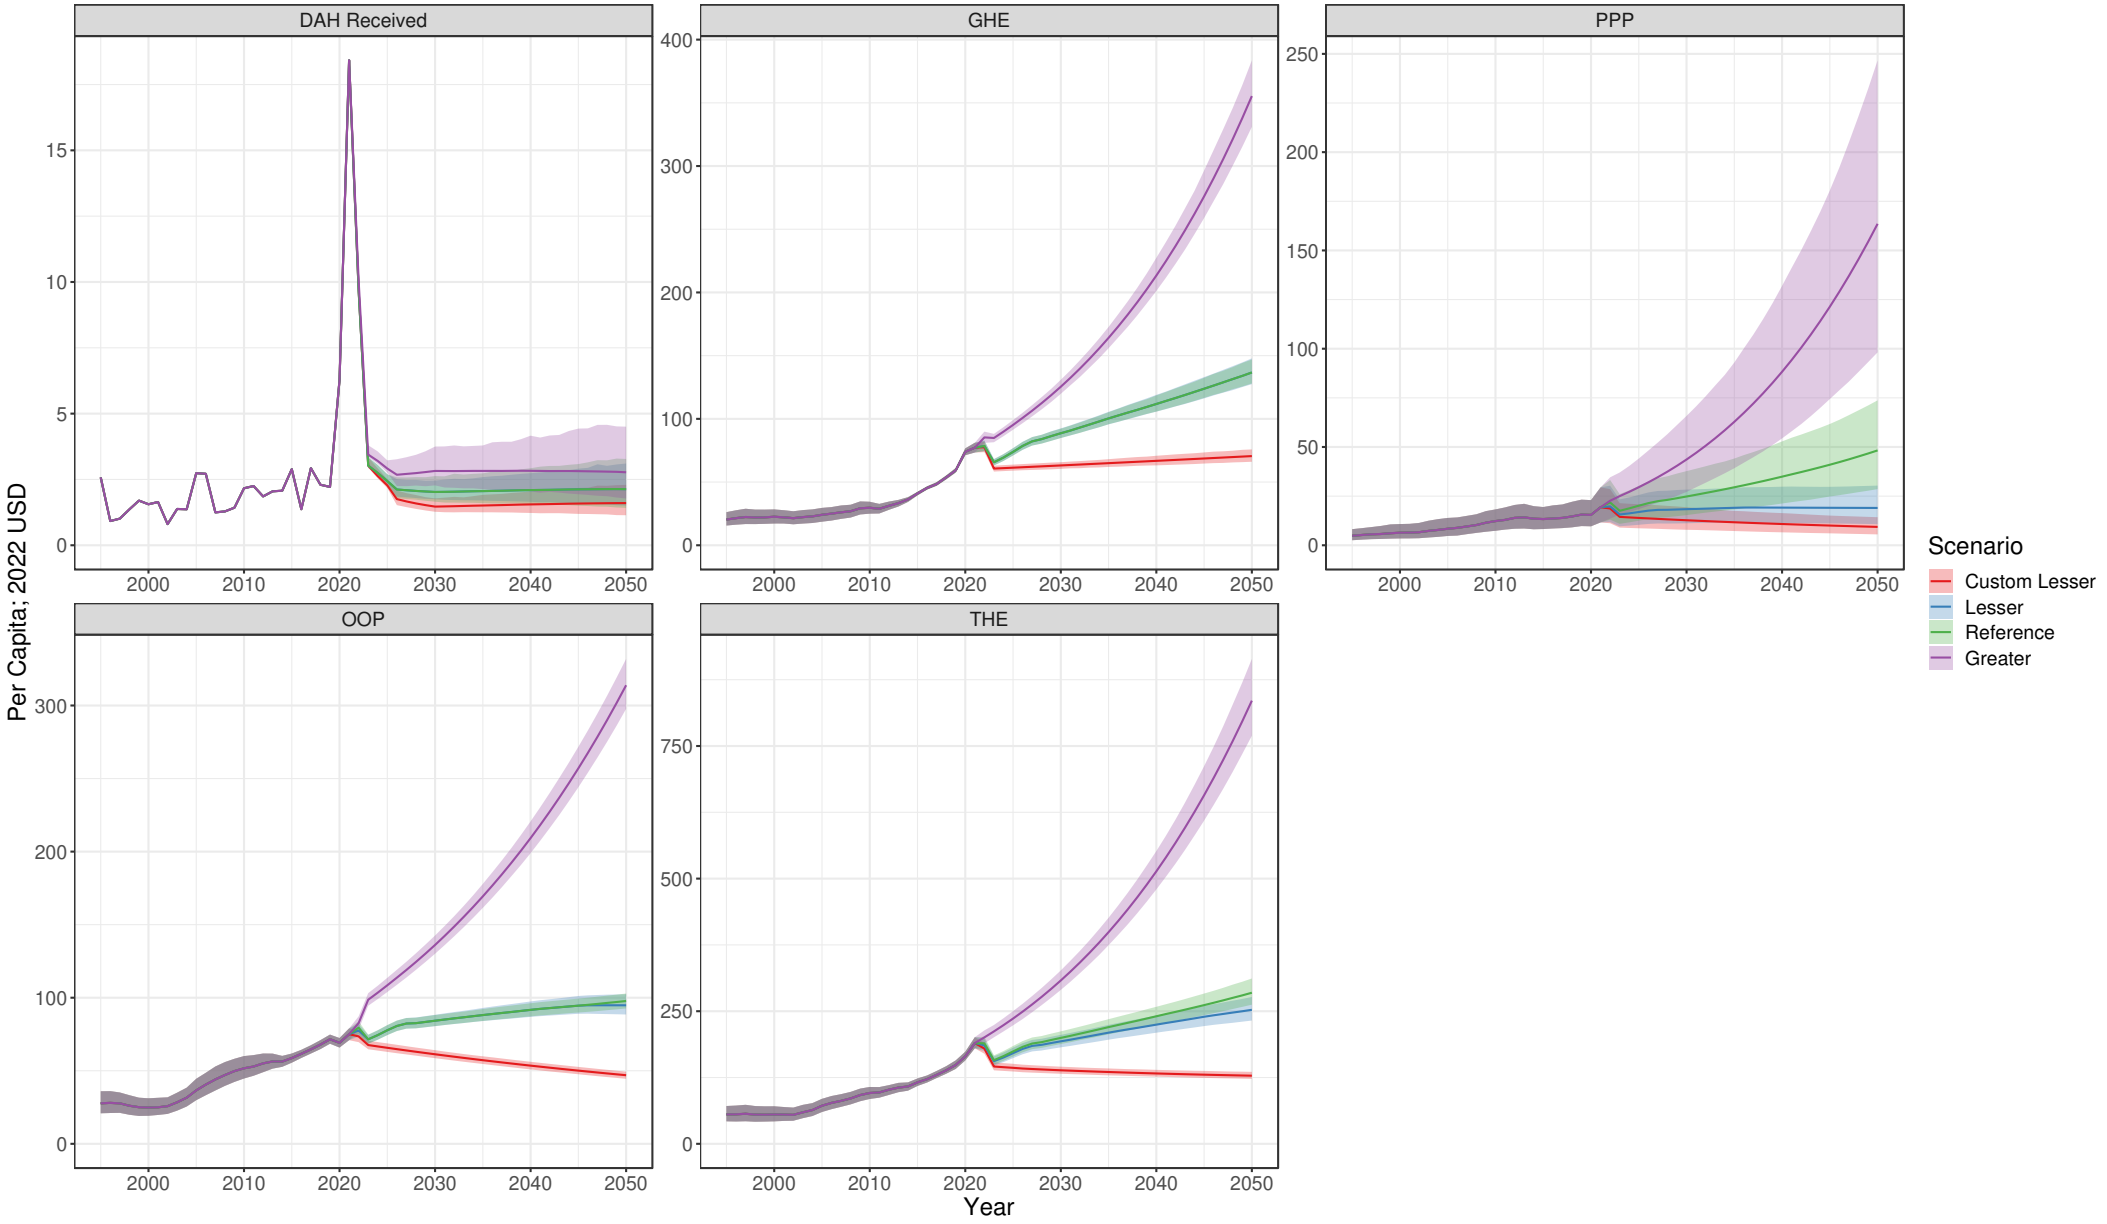 DAH Received
GHE
PPP
Per Capita; 2022 USD
15
10
5
0
400
300
200
100
0
250
200
150
100
50
0
2000 2010 2020 2030 2040 2050
2000 2010 2020 2030 2040 2050
2000 2010 2020 2030 2040 2050
OOP
THE
300
200
100
0
750
500
250
0
2000 2010 2020 2030 2040 2050
2000 2010 2020 2030 2040 2050
Year
Scenario
Custom Lesser
Lesser
Reference
Greater